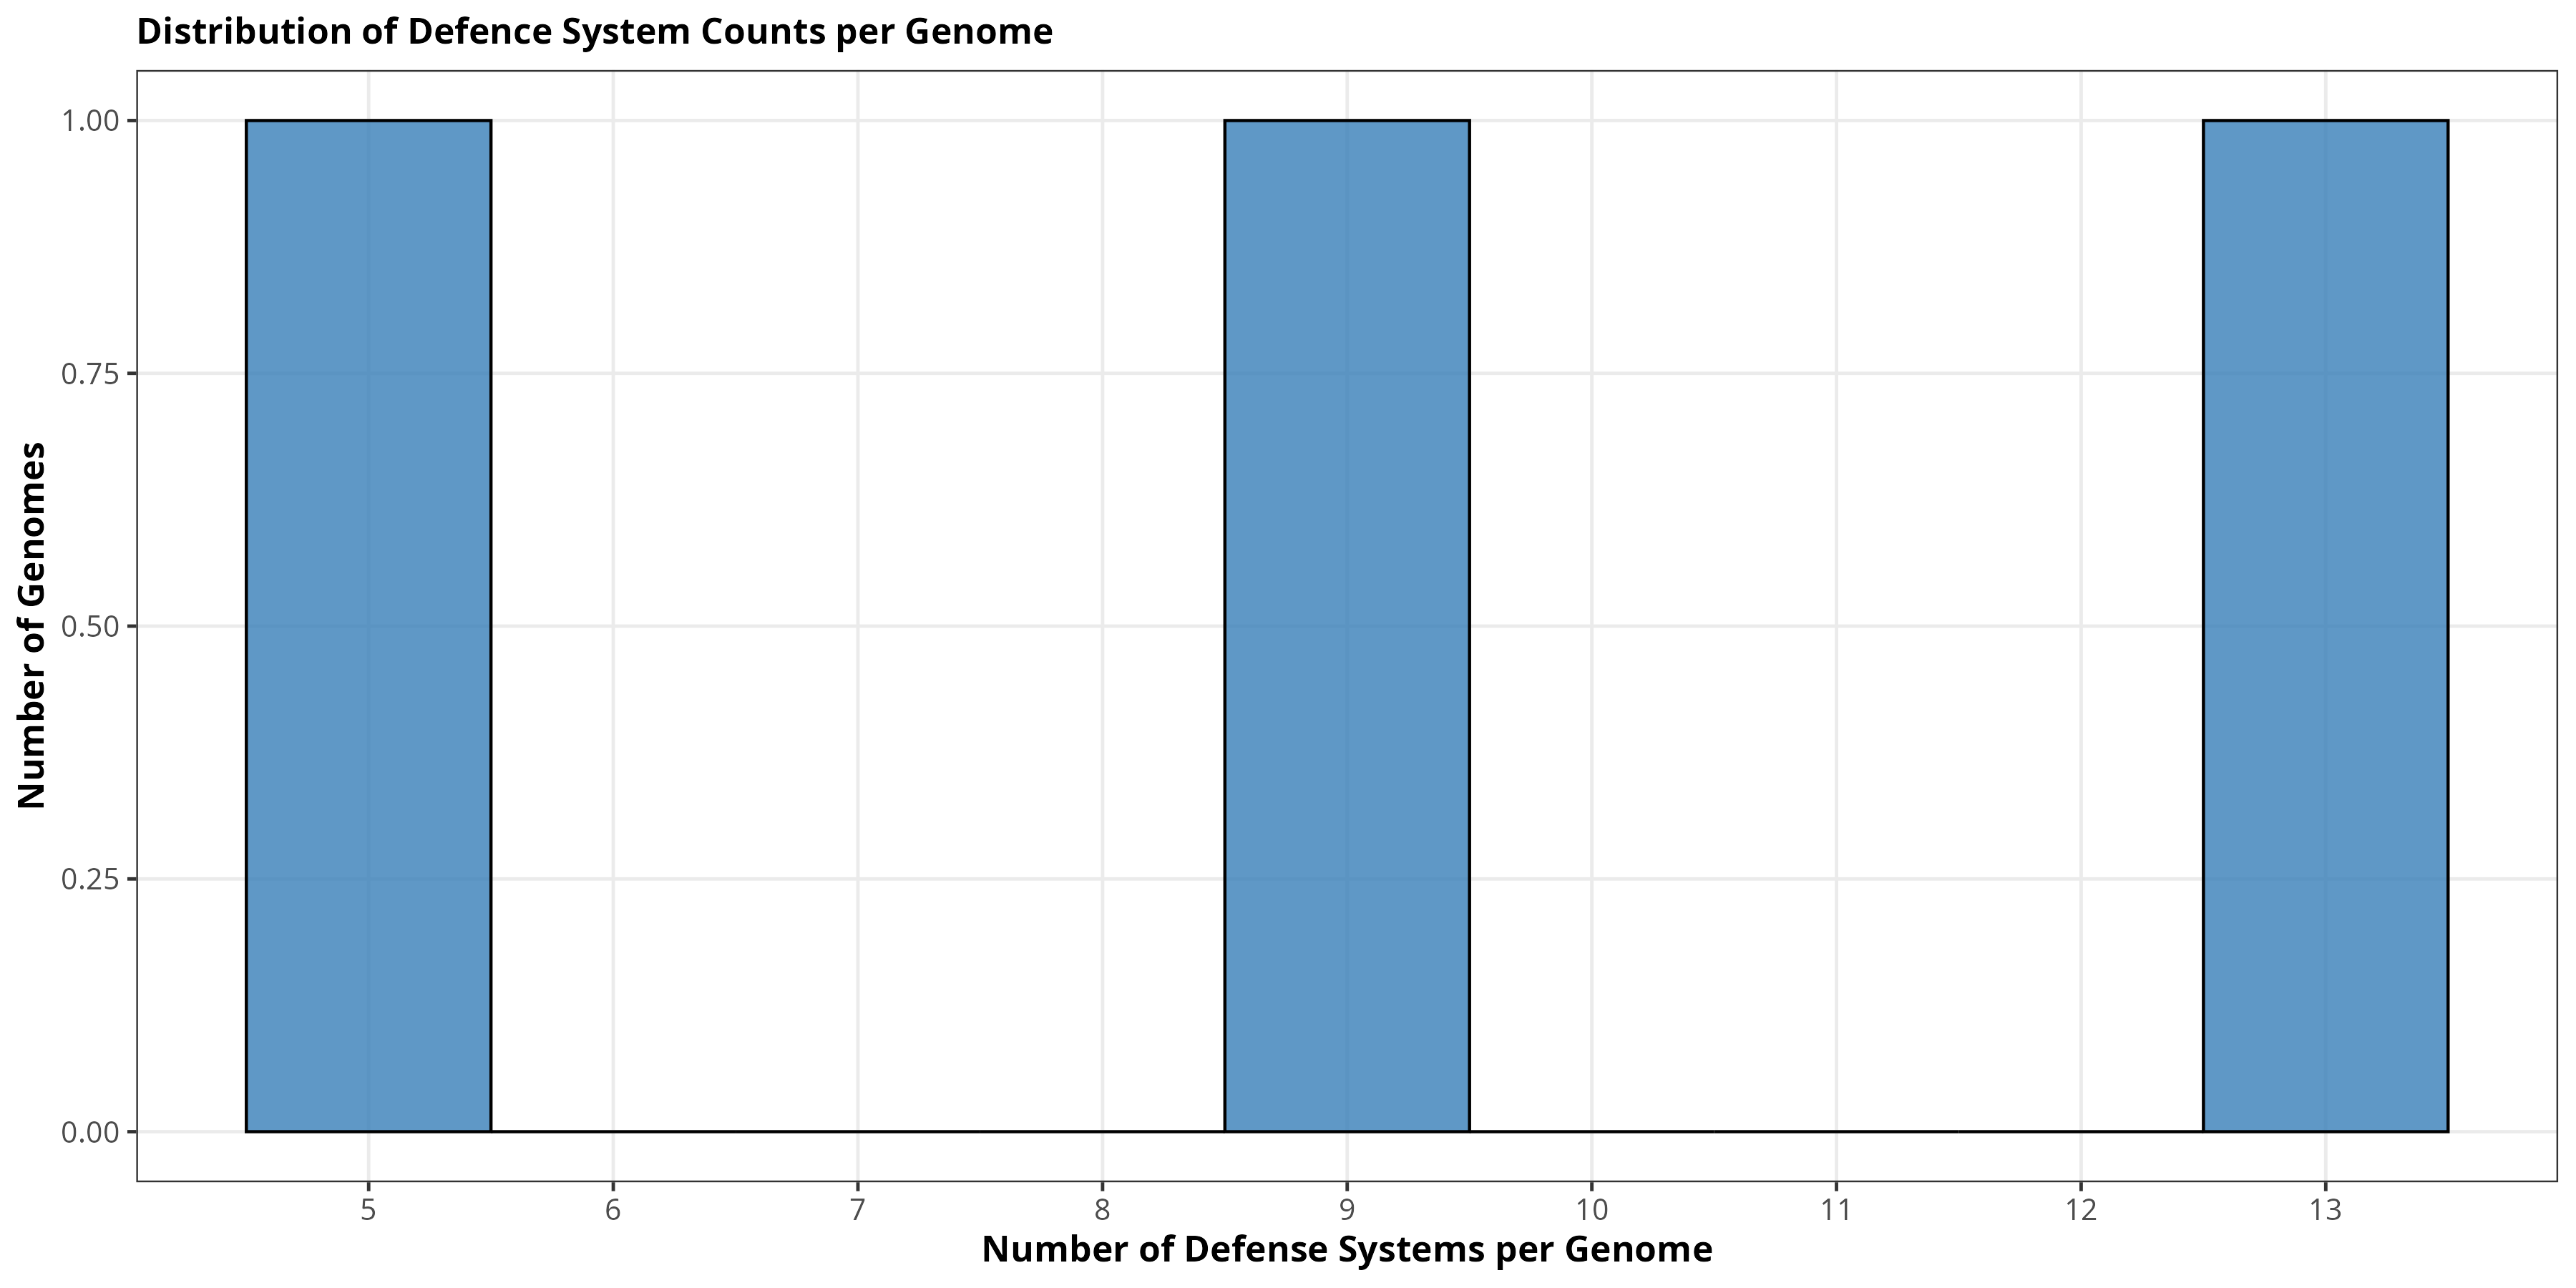 Distribution of Defence System Counts per Genome
Number of Genomes
1.00
0.75
0.50
0.25
0.00
5 6 7 8 9 10 11 12 13
Number of Defense Systems per Genome